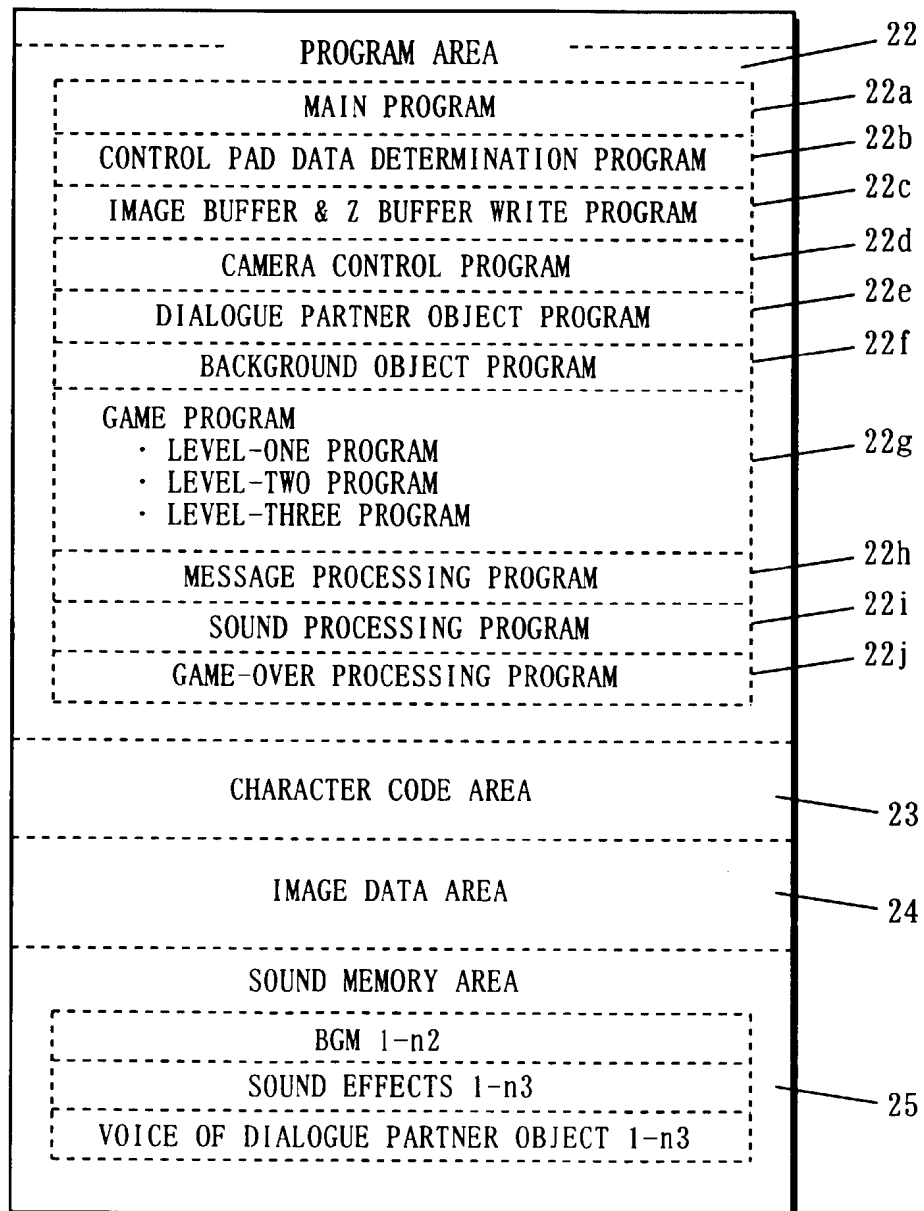 PROGRAM AREA 22
MAIN PROGRAM 22a
CONTROL PAD DATA DETERMINATION PROGRAM 22b
IMAGE BUFFER & Z BUFFER WRITE PROGRAM 22c
CAMERA CONTROL PROGRAM 22d
DIALOGUE PARTNER OBJECT PROGRAM 22e
BACKGROUND OBJECT PROGRAM 22f
GAME PROGRAM
· LEVEL-ONE PROGRAM 22g
· LEVEL-TWO PROGRAM
· LEVEL-THREE PROGRAM
MESSAGE PROCESSING PROGRAM 22h
SOUND PROCESSING PROGRAM 22i
GAME-OVER PROCESSING PROGRAM 22j
CHARACTER CODE AREA 23
IMAGE DATA AREA 24
SOUND MEMORY AREA
BGM 1-n2
SOUND EFFECTS 1-n3 25
VOICE OF DIALOGUE PARTNER OBJECT 1-n3